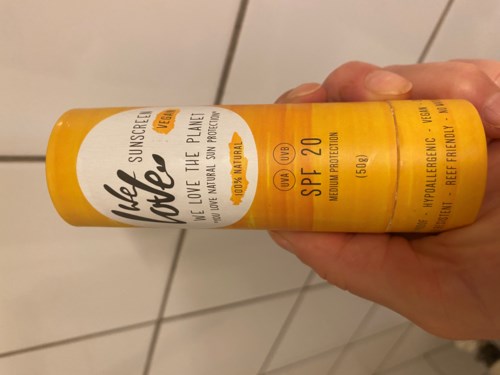 SUNSCREEN
VEGAN
we love
WE LOVE THE PLANET
"YOU LOVE NATURAL SUN PROTECTION"
100% NATURAL
UVA UVB
SPF 20
MEDIUM PROTECTION
(50g)
HYPOALLERGENIC - VEGAN
REEF FRIENDLY -